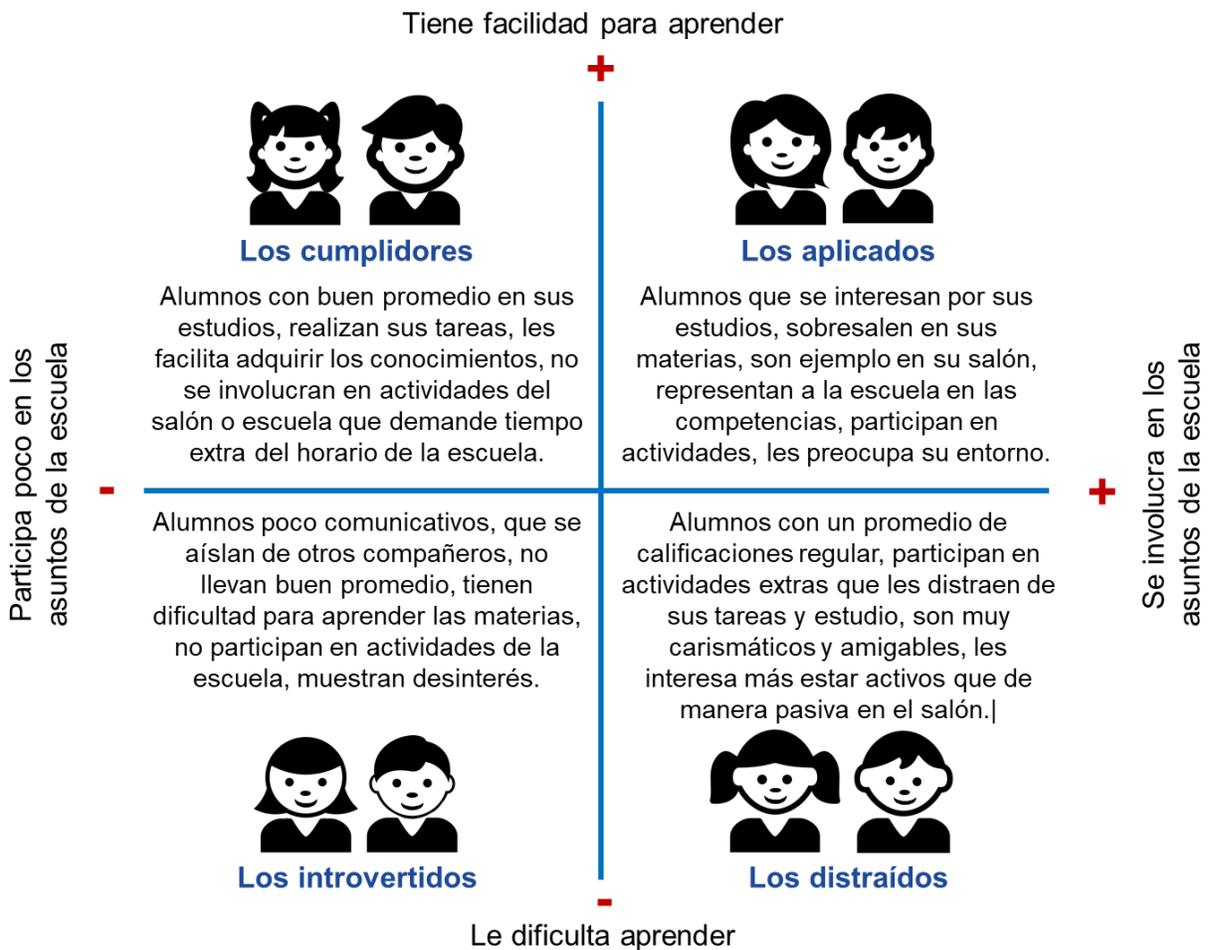 Tiene facilidad para aprender
+
Los cumplidores
Alumnos con buen promedio en sus
estudios, realizan sus tareas, les
facilita adquirir los conocimientos, no
se involucran en actividades del
salón o escuela que demande tiempo
extra del horario de la escuela.
Los aplicados
Alumnos que se interesan por sus
estudios, sobresalen en sus
materias, son ejemplo en su salón,
representan a la escuela en las
competencias, participan en
actividades, les preocupa su entorno.
Participa poco en los
asuntos de la escuela
-
+
Se involucra en los
asuntos de la escuela
Alumnos poco comunicativos, que se
aíslan de otros compañeros, no
llevan buen promedio, tienen
dificultad para aprender las materias,
no participan en actividades de la
escuela, muestran desinterés.
Los introvertidos
Alumnos con un promedio de
calificaciones regular, participan en
actividades extras que les distraen de
sus tareas y estudio, son muy
carismáticos y amigables, les
interesa más estar activos que de
manera pasiva en el salón.|
Los distraídos
-
Le dificulta aprender